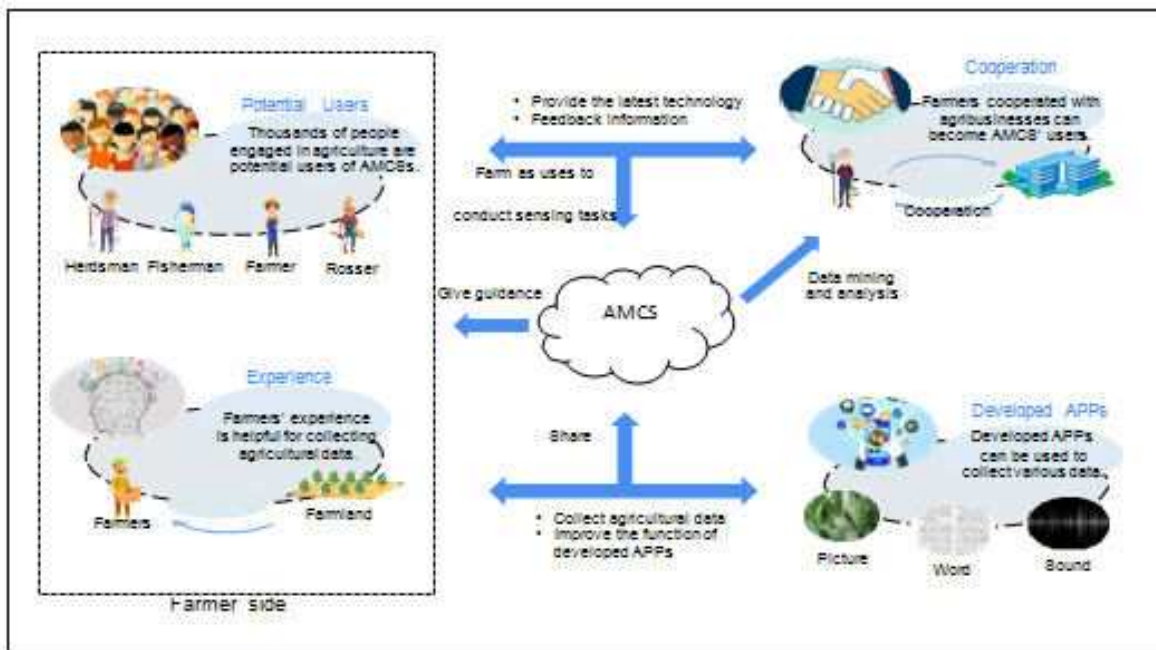 Potential Users
Thousands of people
engaged in agriculture are
potential users of AMCSs.
Herdsman
Fisherman
Farmer
Rosser
Experience
Farmers' experience
is helpful for collecting
agricultural data.
Farmers
Farmland
Farmer side
• Provide the latest technology
• Feedback Information
Farm as uses to
conduct sensing tasks
Give guidance
AMCS
Data mining
and analysis
Share
• Collect agricultural data
• Improve the function of
developed APPs
Cooperation
Farmers cooperated with
agribusinesses can
become AMCS' users.
Cooperation
Developed APPs
Developed APPs
can be used to
collect various data.
Picture
Word
Sound